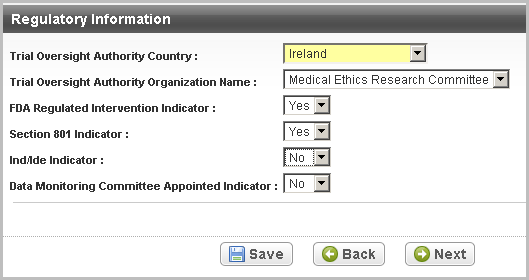 Regulatory Information
Trial Oversight Authority Country : Ireland
Trial Oversight Authority Organization Name : Medical Ethics Research Committee
FDA Regulated Intervention Indicator : Yes
Section 801 Indicator : Yes
Ind/Ide Indicator : No
Data Monitoring Committee Appointed Indicator : No
Save Back Next